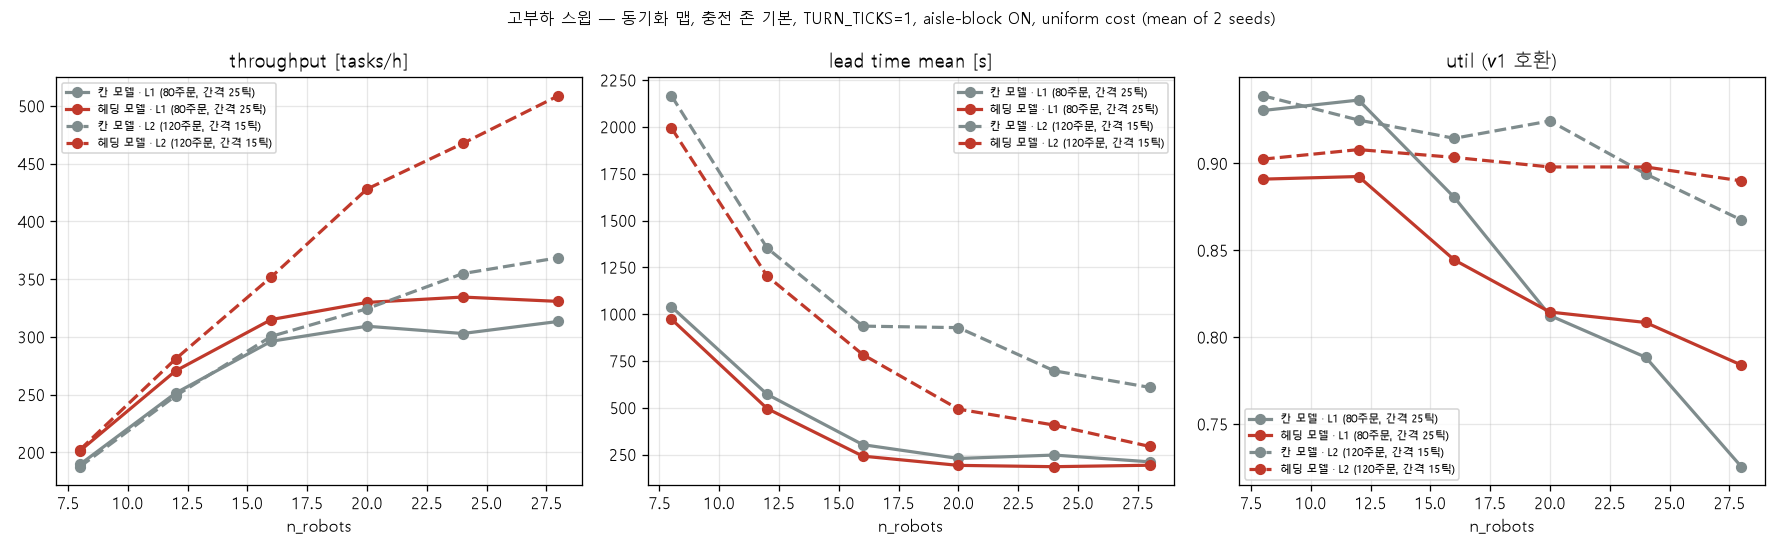 고부하 스윕 — 동기화 맵, 충전 존 기본, TURN_TICKS=1, aisle-block ON, uniform cost (mean of 2 seeds)
throughput [tasks/h]
칸 모델 · L1 (80주문, 간격 25틱)
헤딩 모델 · L1 (80주문, 간격 25틱)
칸 모델 · L2 (120주문, 간격 15틱)
헤딩 모델 · L2 (120주문, 간격 15틱)
500
450
400
350
300
250
200
7.5 10.0 12.5 15.0 17.5 20.0 22.5 25.0 27.5
n_robots
lead time mean [s]
칸 모델 · L1 (80주문, 간격 25틱)
헤딩 모델 · L1 (80주문, 간격 25틱)
칸 모델 · L2 (120주문, 간격 15틱)
헤딩 모델 · L2 (120주문, 간격 15틱)
2250
2000
1750
1500
1250
1000
750
500
250
7.5 10.0 12.5 15.0 17.5 20.0 22.5 25.0 27.5
n_robots
util (v1 호환)
0.90
0.85
0.80
0.75
칸 모델 · L1 (80주문, 간격 25틱)
헤딩 모델 · L1 (80주문, 간격 25틱)
칸 모델 · L2 (120주문, 간격 15틱)
헤딩 모델 · L2 (120주문, 간격 15틱)
7.5 10.0 12.5 15.0 17.5 20.0 22.5 25.0 27.5
n_robots